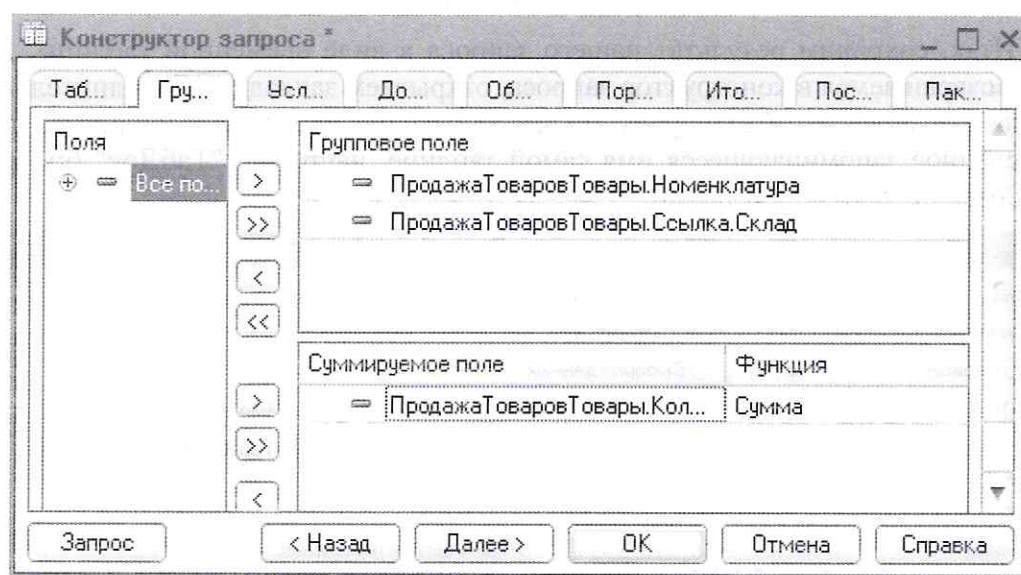 Конструктор запроса *
Таб... Гру... Усл... До... Об... Пор... Ито... Пос... Пак...
Поля
Все по...
>
>>
<
<<
Групповое поле
ПродажаТоваровТовары.Номенклатура
ПродажаТоваровТовары.Ссылка.Склад
Суммируемое поле Функция
ПродажаТоваровТовары.Кол... Сумма
>
>>
<
Запрос < Назад Далее > ОК Отмена Справка